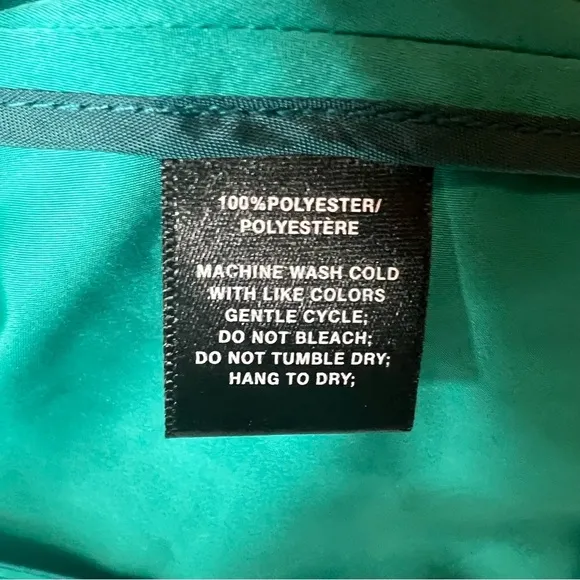 100%POLYESTER/
POLYESTÈRE
MACHINE WASH COLD
WITH LIKE COLORS
GENTLE CYCLE;
DO NOT BLEACH;
DO NOT TUMBLE DRY;
HANG TO DRY;